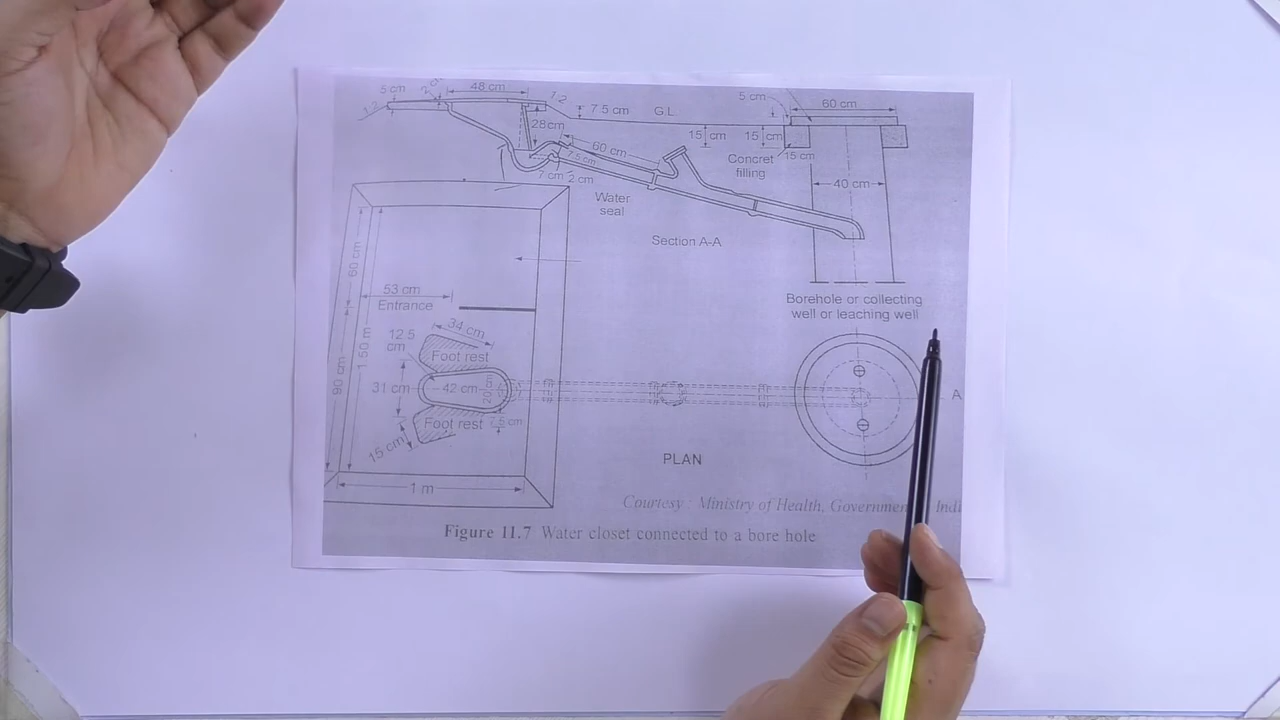 5 cm
48 cm
1:2
1:2
7.5 cm
G.L.
5 cm
60 cm
28cm
60 cm
7.5 cm
7 cm
2 cm
15 cm
15 cm
15 cm
Concret
filling
Water
seal
40 cm
Section A-A
Borehole or collecting
well or leaching well
60 cm
53 cm
Entrance
1.50 m
90 cm
12.5
cm
34 cm
Foot rest
31 cm
42 cm
Foot rest
7.5 cm
15 cm
1 m
A
PLAN
Courtesy : Ministry of Health, Governmen
Indi
Figure 11.7 Water closet connected to a bore hole